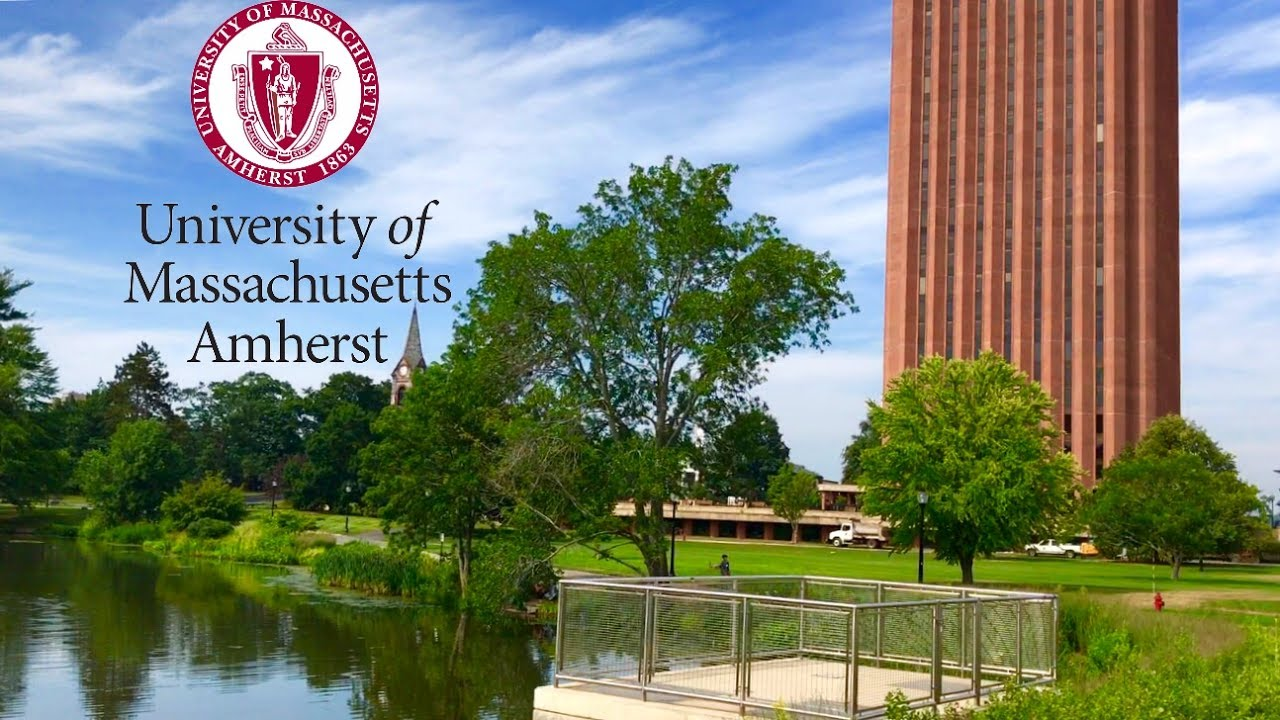 UNIVERSITY OF MASSACHUSETTS
AMHERST 1863
University of
Massachusetts
Amherst